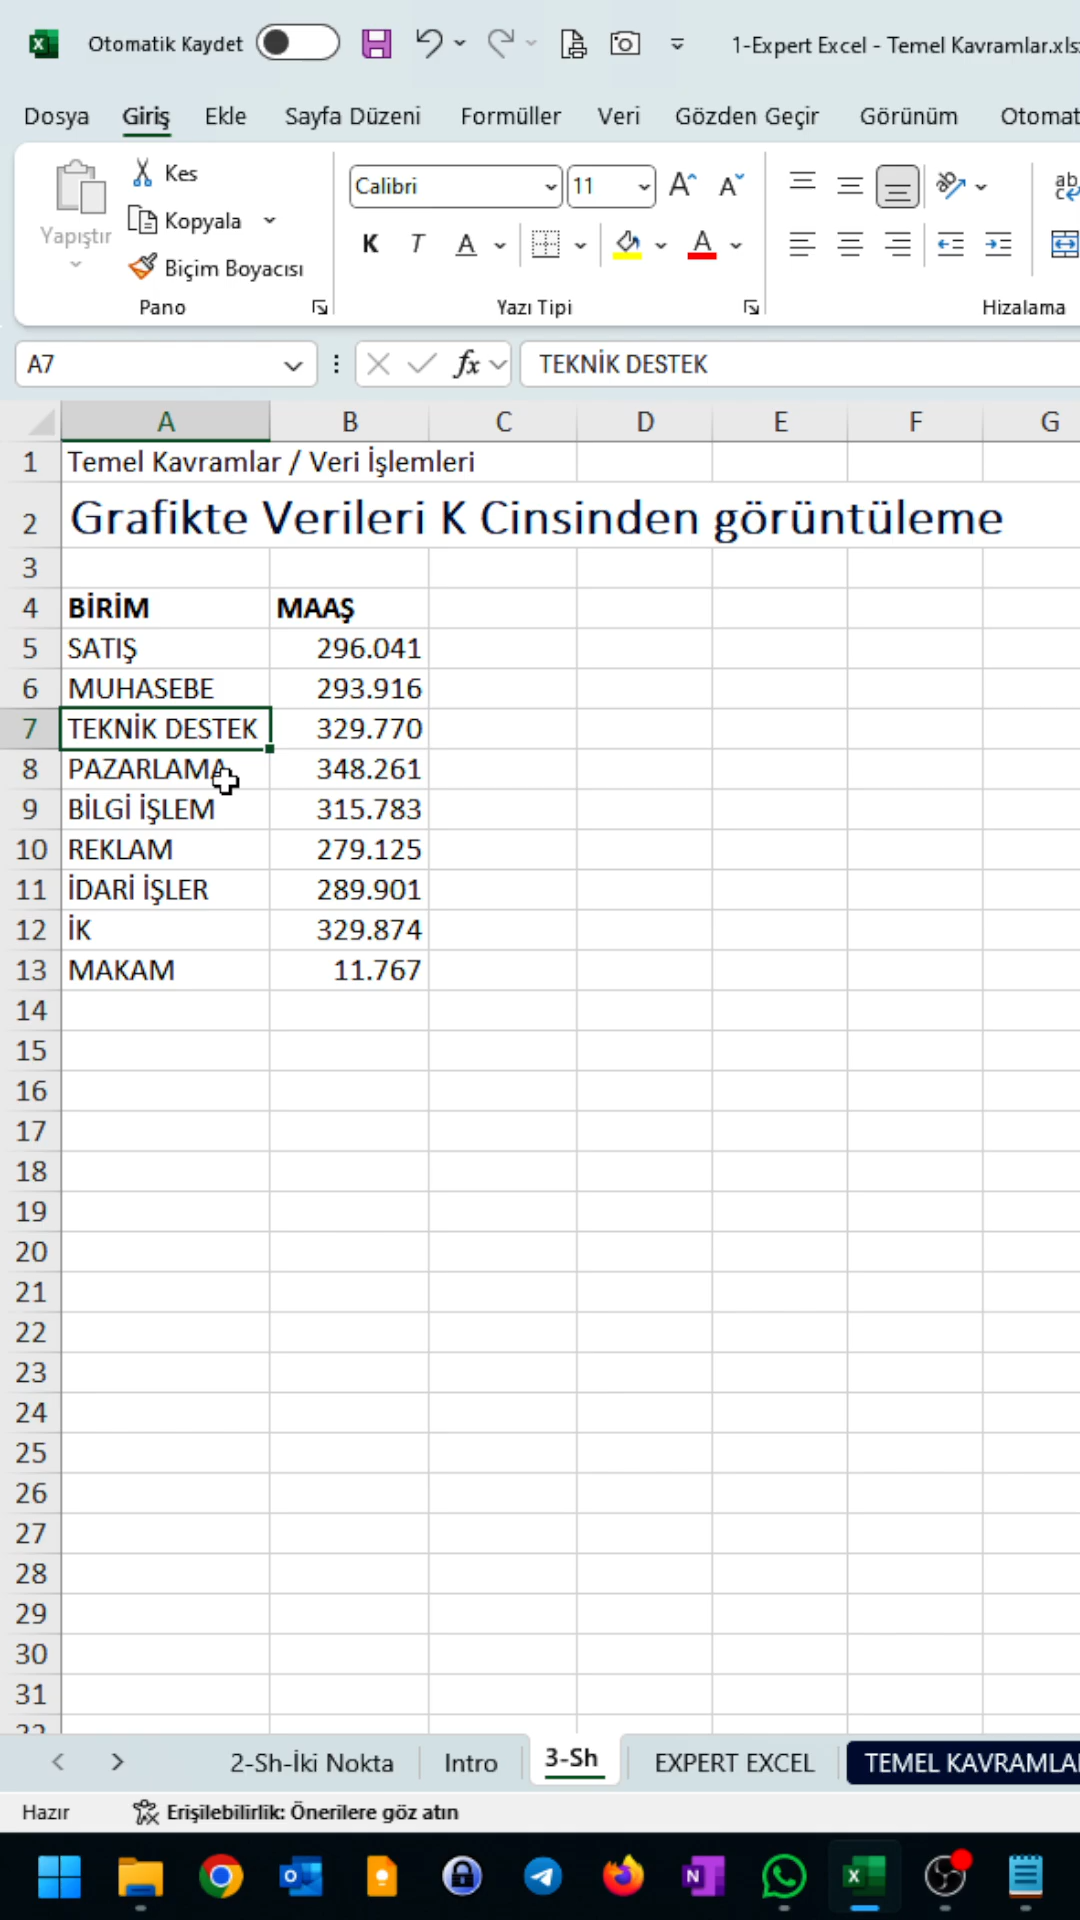 Otomatik Kaydet
1-Expert Excel - Temel Kavramlar.xls
Dosya Giriş Ekle Sayfa Düzeni Formüller Veri Gözden Geçir Görünüm Otomat
Yapıştır
Kes
Kopyala
Biçim Boyacısı
Pano
Calibri 11
K T A
Yazı Tipi
ab
Hizalama
A7 fx TEKNİK DESTEK
A B C D E F G
1 Temel Kavramlar / Veri İşlemleri
2 Grafikte Verileri K Cinsinden görüntüleme
3
4 BİRİM MAAŞ
5 SATIŞ 296.041
6 MUHASEBE 293.916
7 TEKNİK DESTEK 329.770
8 PAZARLAMA 348.261
9 BİLGİ İŞLEM 315.783
10 REKLAM 279.125
11 İDARİ İŞLER 289.901
12 İK 329.874
13 MAKAM 11.767
14
15
16
17
18
19
20
21
22
23
24
25
26
27
28
29
30
31
2-Sh-İki Nokta Intro 3-Sh EXPERT EXCEL TEMEL KAVRAMLAR
Hazır Erişilebilirlik: Önerilere göz atın